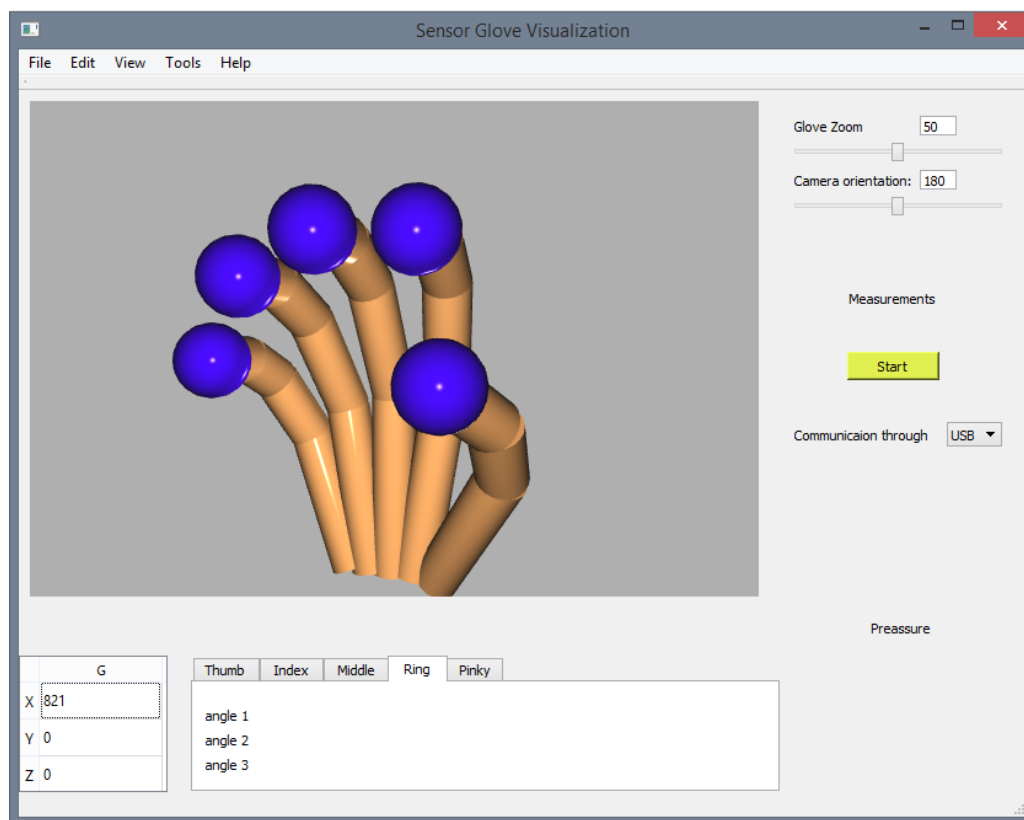 Sensor Glove Visualization
File Edit View Tools Help
Glove Zoom 50
Camera orientation: 180
Measurements
Start
Communicaion through USB
Preassure
G
X 821
Y 0
Z 0
Thumb Index Middle Ring Pinky
angle 1
angle 2
angle 3